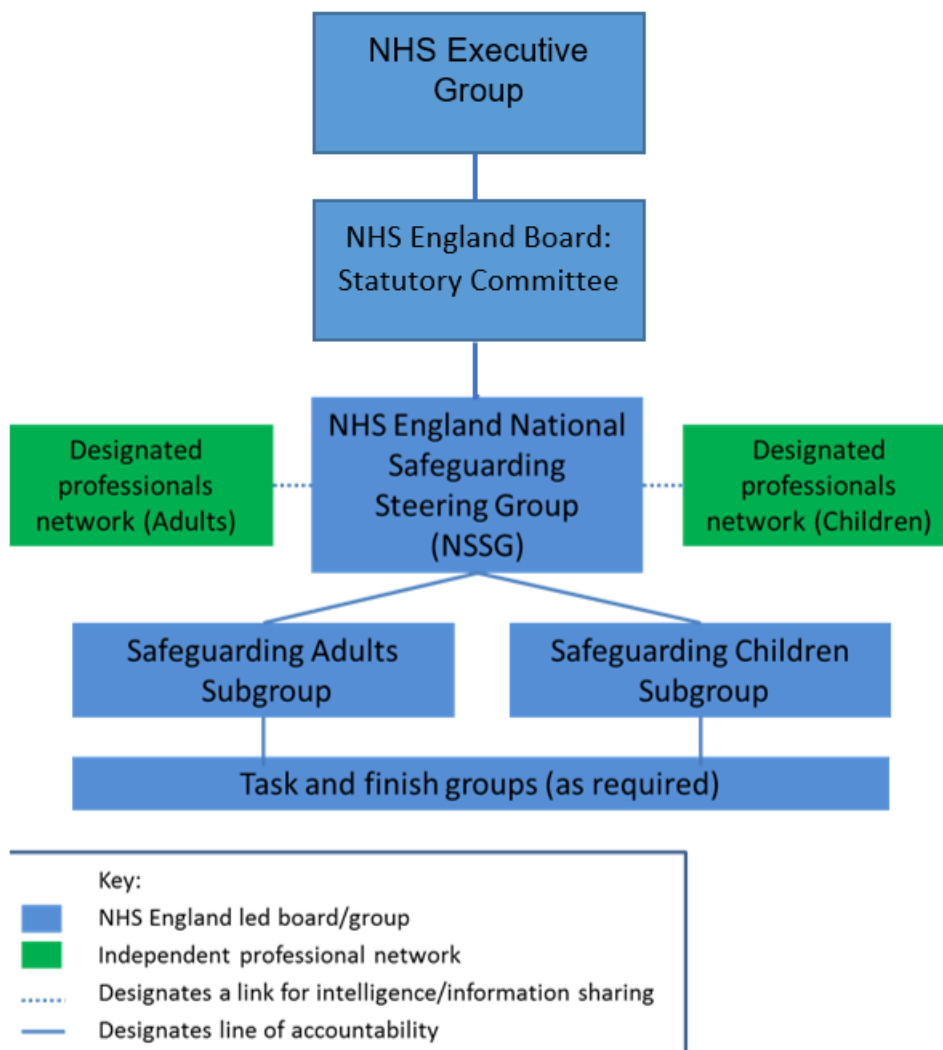 NHS Executive
Group
NHS England Board:
Statutory Committee
NHS England National
Safeguarding
Steering Group
(NSSG)
Designated
professionals
network (Adults)
Designated
professionals
network (Children)
Safeguarding Adults
Subgroup
Safeguarding Children
Subgroup
Task and finish groups (as required)
Key:
NHS England led board/group
Independent professional network
Designates a link for intelligence/information sharing
Designates line of accountability